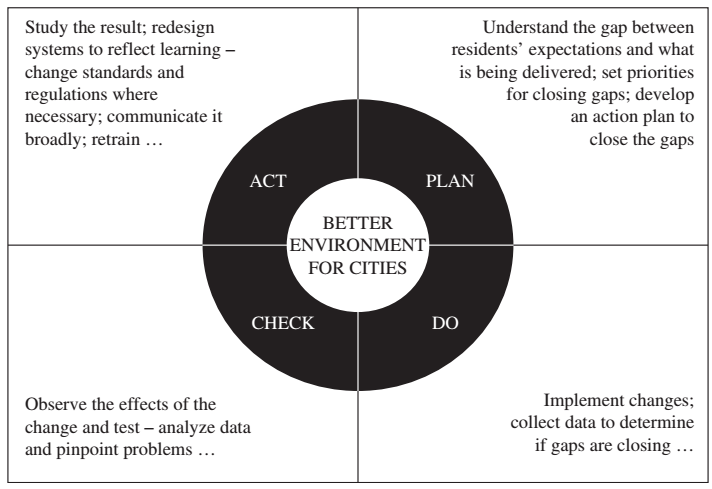 Study the result; redesign
systems to reflect learning –
change standards and
regulations where
necessary; communicate it
broadly; retrain …
Understand the gap between
residents’ expectations and what
is being delivered; set priorities
for closing gaps; develop
an action plan to
close the gaps
ACT
PLAN
BETTER
ENVIRONMENT
FOR CITIES
CHECK
DO
Observe the effects of the
change and test – analyze data
and pinpoint problems …
Implement changes;
collect data to determine
if gaps are closing …